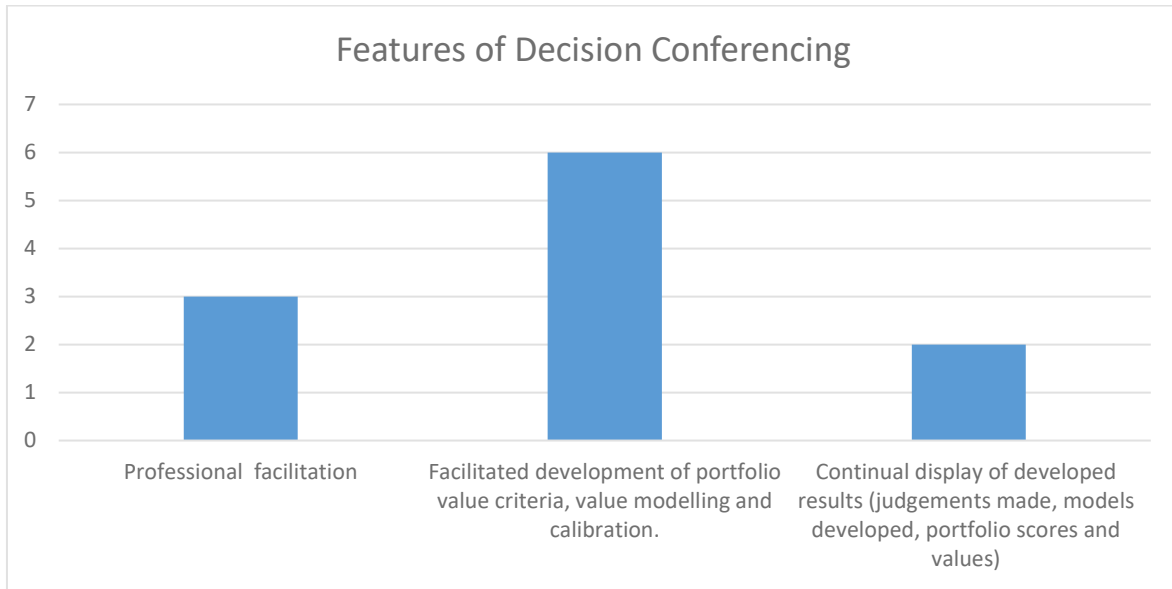 Features of Decision Conferencing
7
6
5
4
3
2
1
0
Professional facilitation
Facilitated development of portfolio
value criteria, value modelling and
calibration.
Continual display of developed
results (judgements made, models
developed, portfolio scores and
values)